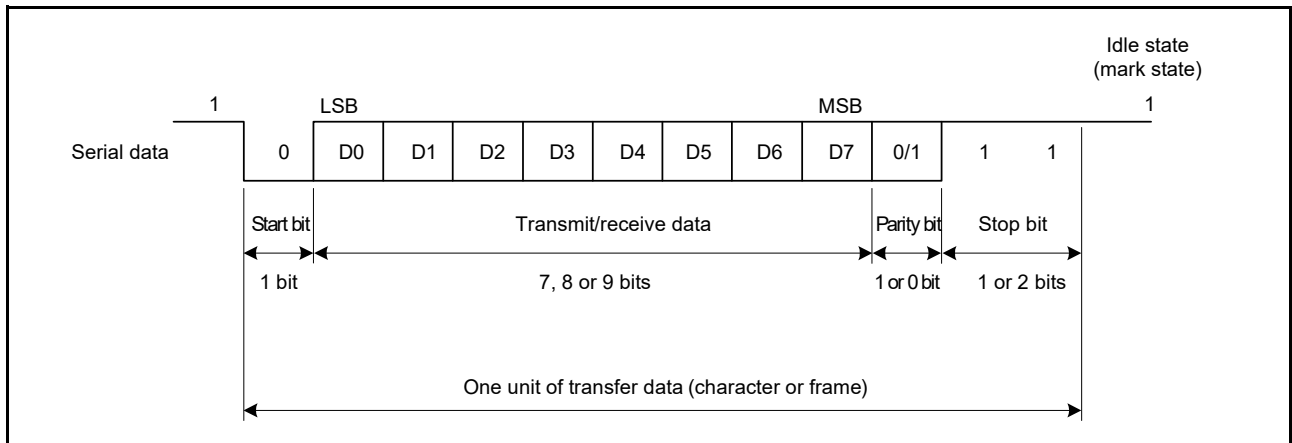 Idle state
(mark state)
1 LSB MSB 1
Serial data 0 D0 D1 D2 D3 D4 D5 D6 D7 0/1 1 1
Start bit Transmit/receive data Parity bit Stop bit
1 bit 7, 8 or 9 bits 1 or 0 bit 1 or 2 bits
One unit of transfer data (character or frame)